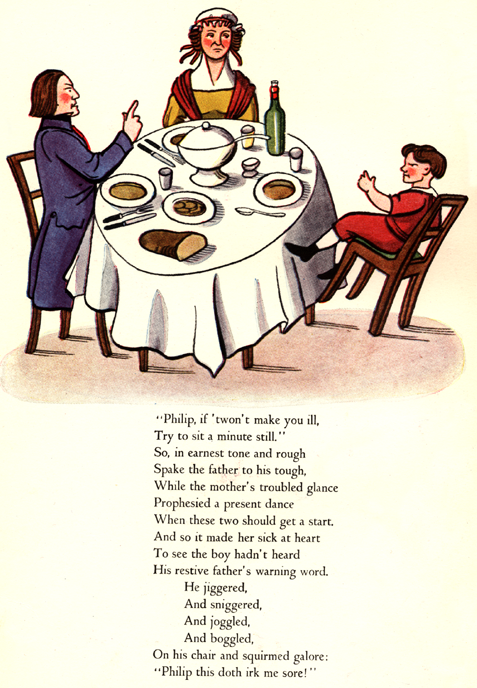 "Philip, if 'twon't make you ill,
Try to sit a minute still."
So, in earnest tone and rough
Spake the father to his tough,
While the mother's troubled glance
Prophesied a present dance
When these two should get a start.
And so it made her sick at heart
To see the boy hadn't heard
His restive father's warning word.
He jiggered,
And sniggered,
And joggled,
And boggled,
On his chair and squirmed galore:
"Philip this doth irk me sore!"